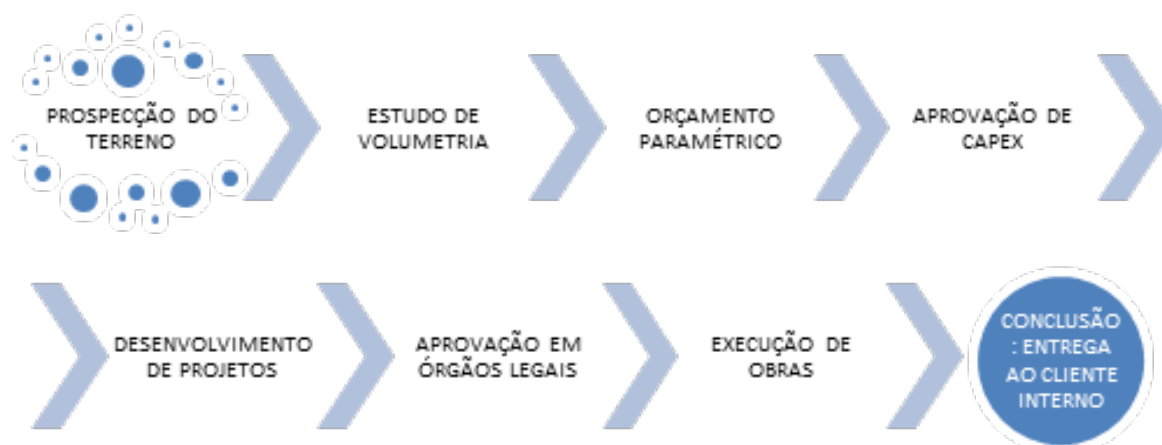 PROSPECÇÃO DO
TERRENO
ESTUDO DE
VOLUMETRIA
ORÇAMENTO
PARAMÉTRICO
APROVAÇÃO DE
CAPEX
DESENVOLVIMENTO
DE PROJETOS
APROVAÇÃO EM
ÓRGÃOS LEGAIS
EXECUÇÃO DE
OBRAS
CONCLUSÃO
: ENTREGA
AO CLIENTE
INTERNO